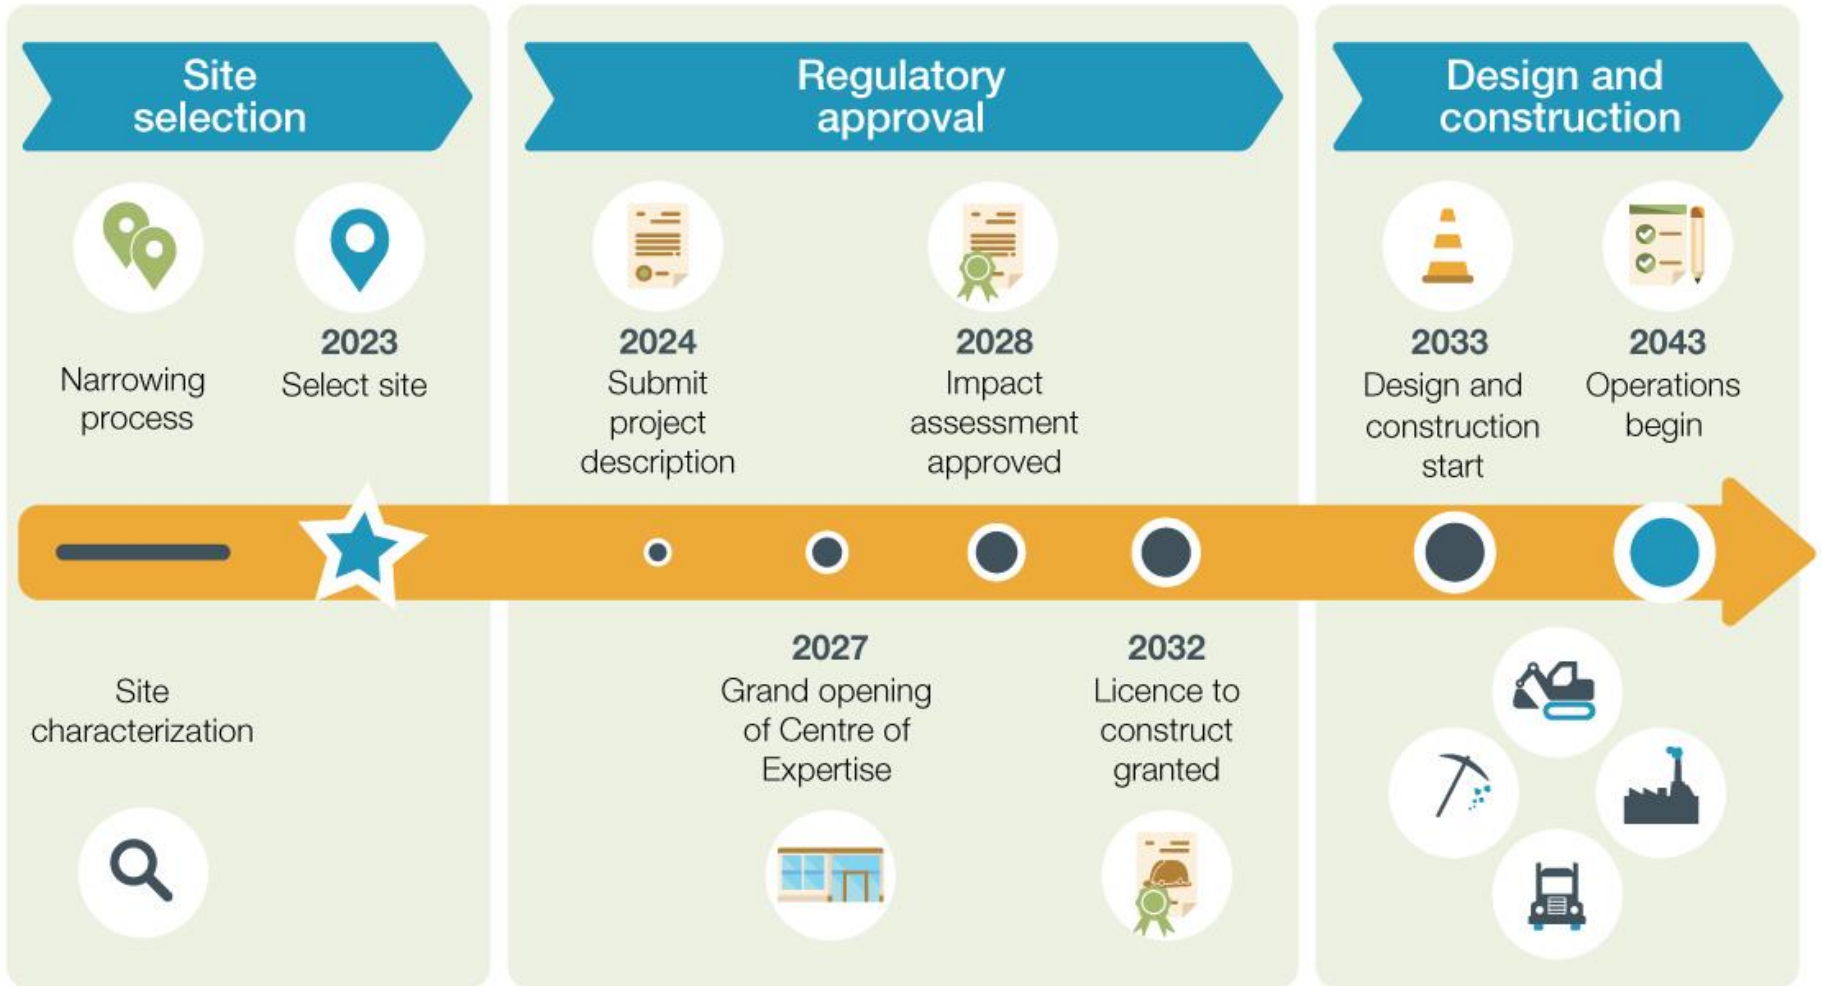 Site
selection
Regulatory
approval
Design and
construction
Narrowing
process
2023
Select site
2024
Submit
project
description
2028
Impact
assessment
approved
2033
Design and
construction
start
2043
Operations
begin
Site
characterization
2027
Grand opening
of Centre of
Expertise
2032
Licence to
construct
granted